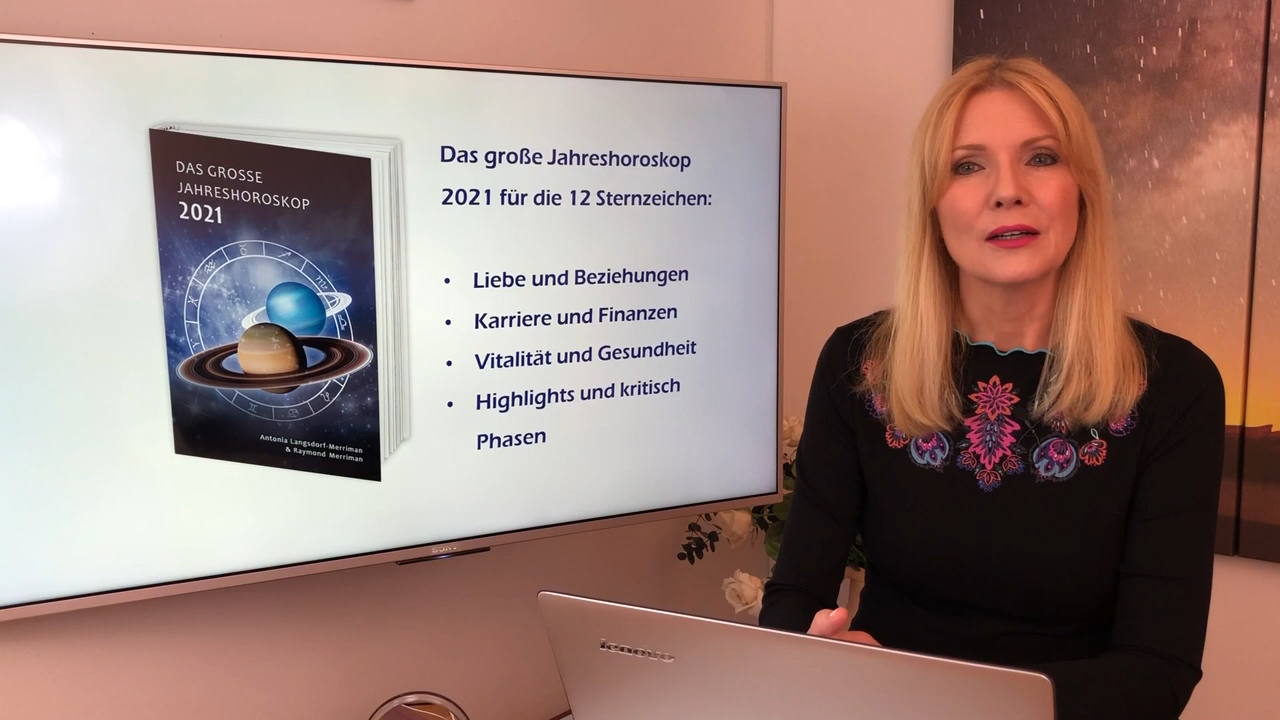 DAS GROSSE
JAHRESHOROSKOP
2021
Antonia Langsdorf-Merriman
& Raymond Merriman
Das große Jahreshoroskop
2021 für die 12 Sternzeichen:
• Liebe und Beziehungen
• Karriere und Finanzen
• Vitalität und Gesundheit
• Highlights und kritisch
Phasen
SONY
lenovo